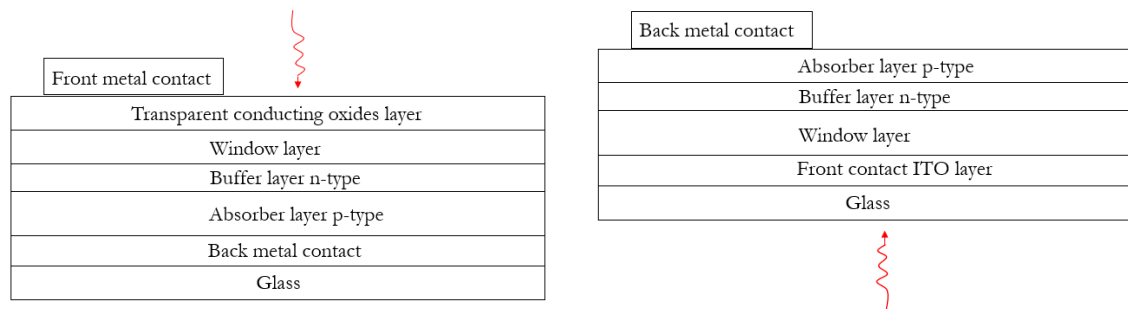 Front metal contact
Transparent conducting oxides layer
Window layer
Buffer layer n-type
Absorber layer p-type
Back metal contact
Glass
Back metal contact
Absorber layer p-type
Buffer layer n-type
Window layer
Front contact ITO layer
Glass